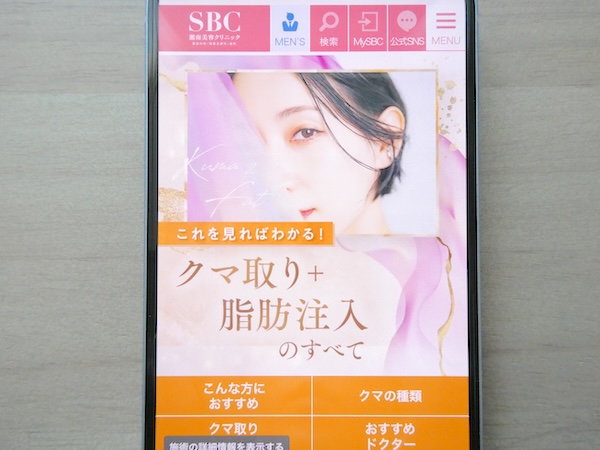 SBC
湘南美容クリニック
MEN'S
検索
MySBC
公式SNS
MENU
Kuma &
Fat
これを見ればわかる!
クマ取り+
脂肪注入
のすべて
こんな方に
おすすめ
クマの種類
クマ取り
おすすめ
ドクター
施術の詳細情報を表示する